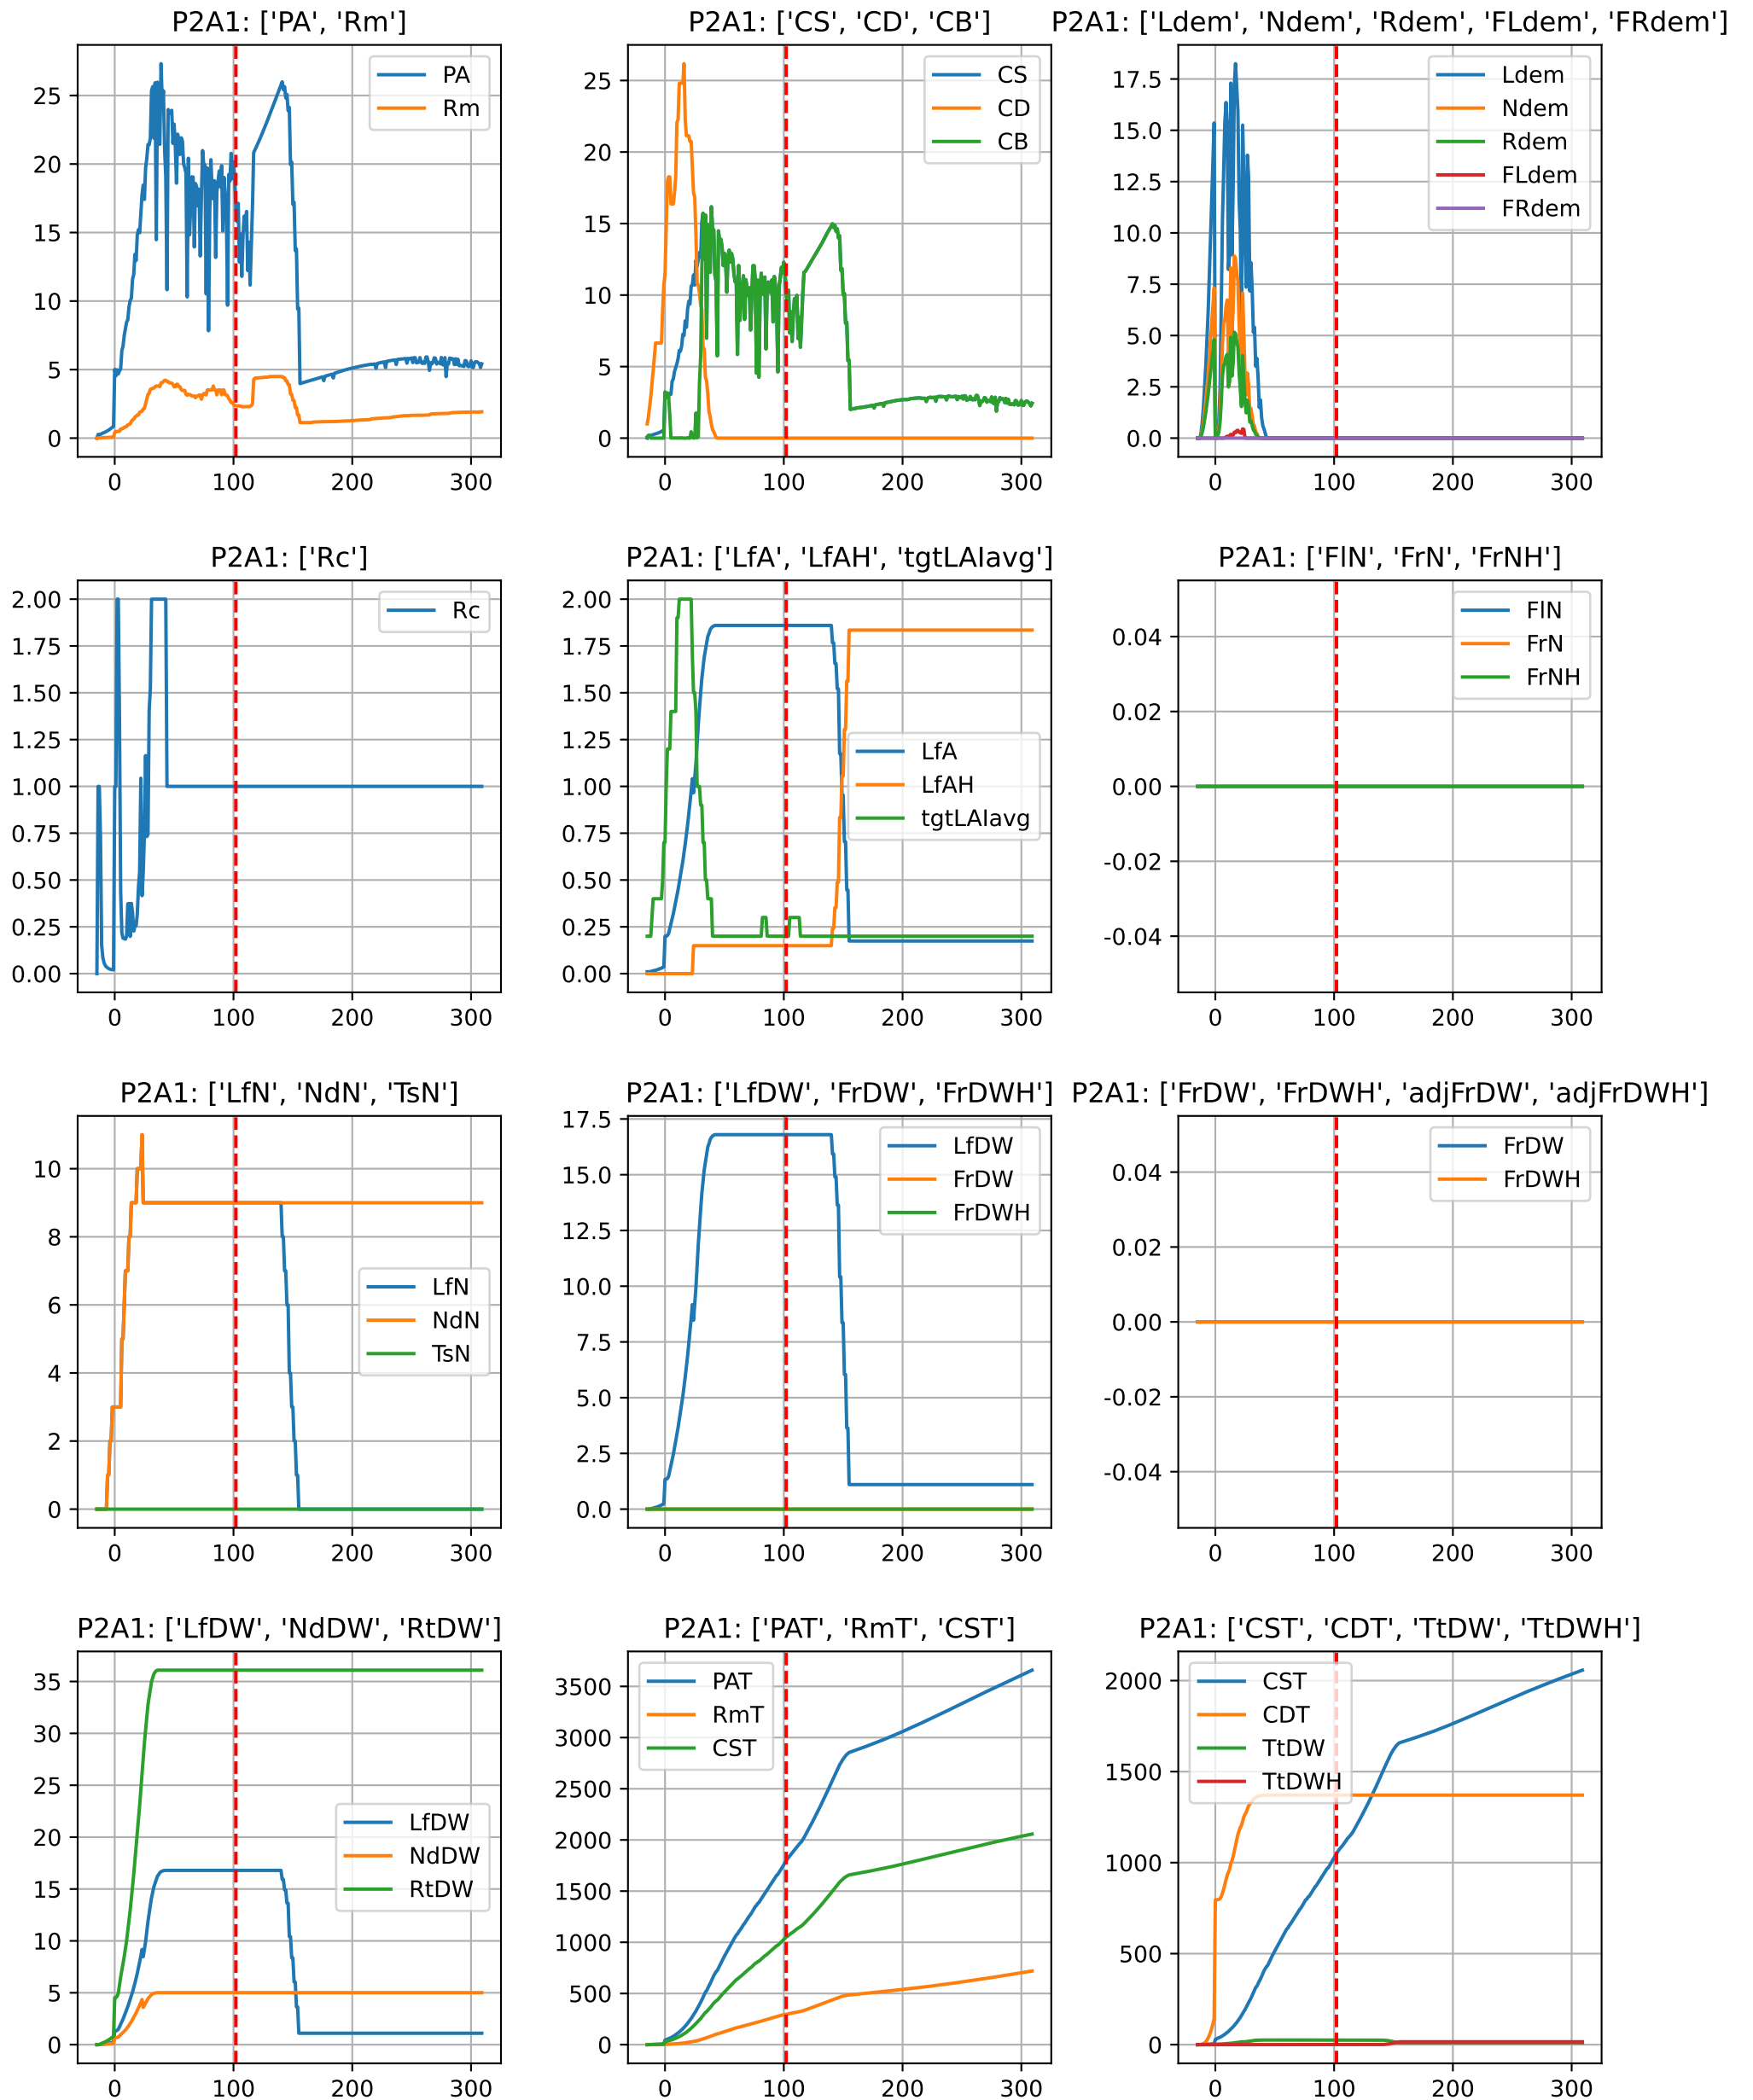 P2A1: ['PA', 'Rm']
25
20
15
10
5
0
0 100 200 300
PA
Rm
P2A1: ['CS', 'CD', 'CB']
25
20
15
10
5
0
0 100 200 300
CS
CD
CB
P2A1: ['Ldem', 'Ndem', 'Rdem', 'FLdem', 'FRdem']
17.5
15.0
12.5
10.0
7.5
5.0
2.5
0.0
0 100 200 300
Ldem
Ndem
Rdem
FLdem
FRdem
P2A1: ['Rc']
2.00
1.75
1.50
1.25
1.00
0.75
0.50
0.25
0.00
0 100 200 300
Rc
P2A1: ['LfA', 'LfAH', 'tgtLAIavg']
2.00
1.75
1.50
1.25
1.00
0.75
0.50
0.25
0.00
0 100 200 300
LfA
LfAH
tgtLAIavg
P2A1: ['FlN', 'FrN', 'FrNH']
0.04
0.02
0.00
-0.02
-0.04
0 100 200 300
FlN
FrN
FrNH
P2A1: ['LfN', 'NdN', 'TsN']
10
8
6
4
2
0
0 100 200 300
LfN
NdN
TsN
P2A1: ['LfDW', 'FrDW', 'FrDWH']
17.5
15.0
12.5
10.0
7.5
5.0
2.5
0.0
0 100 200 300
LfDW
FrDW
FrDWH
P2A1: ['FrDW', 'FrDWH', 'adjFrDW', 'adjFrDWH']
0.04
0.02
0.00
-0.02
-0.04
0 100 200 300
FrDW
FrDWH
P2A1: ['LfDW', 'NdDW', 'RtDW']
35
30
25
20
15
10
5
0
0 100 200 300
LfDW
NdDW
RtDW
P2A1: ['PAT', 'RmT', 'CST']
3500
3000
2500
2000
1500
1000
500
0
0 100 200 300
PAT
RmT
CST
P2A1: ['CST', 'CDT', 'TtDW', 'TtDWH']
2000
1500
1000
500
0
0 100 200 300
CST
CDT
TtDW
TtDWH